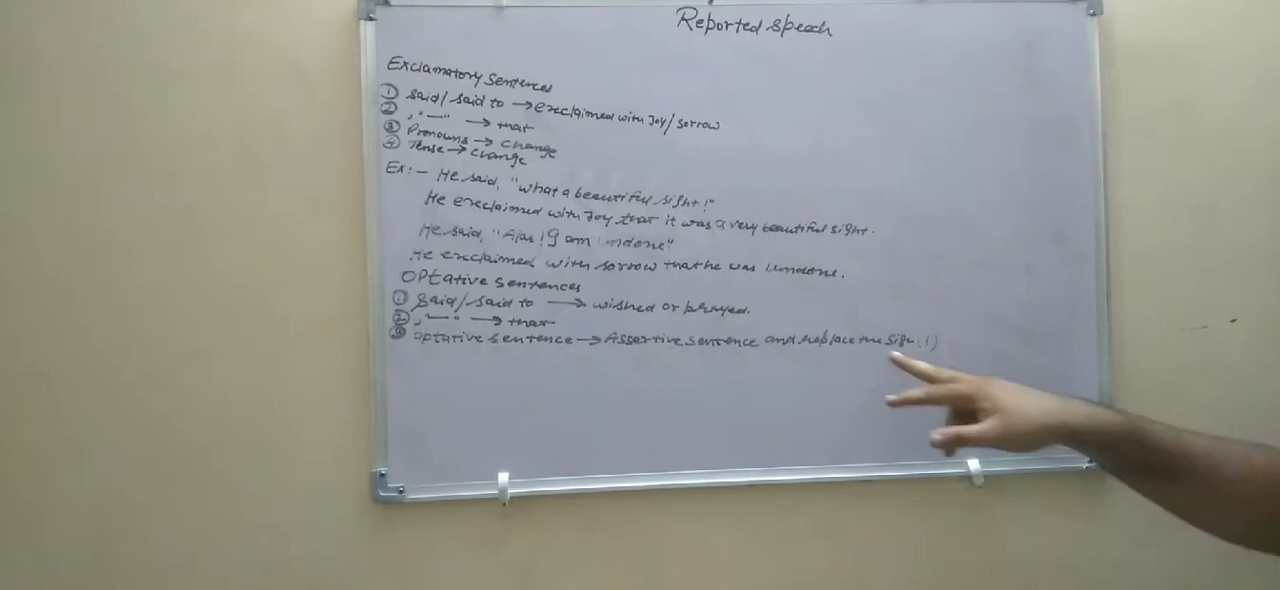 Reported speech
Exclamatory Sentences
① said/said to → exclaimed with Joy/sorrow
② , "—" → that
③ Pronouns → change
④ Tense → change
Ex:- He said, "what a beautiful sight!"
He exclaimed with Joy that it was a very beautiful sight.
He said, "Alas! I am undone"
He exclaimed with sorrow that he was undone.
Optative sentences
① Said/said to → wished or prayed.
② , "—" → that
③ Optative sentence → Assertive sentence and replace the sign (!)